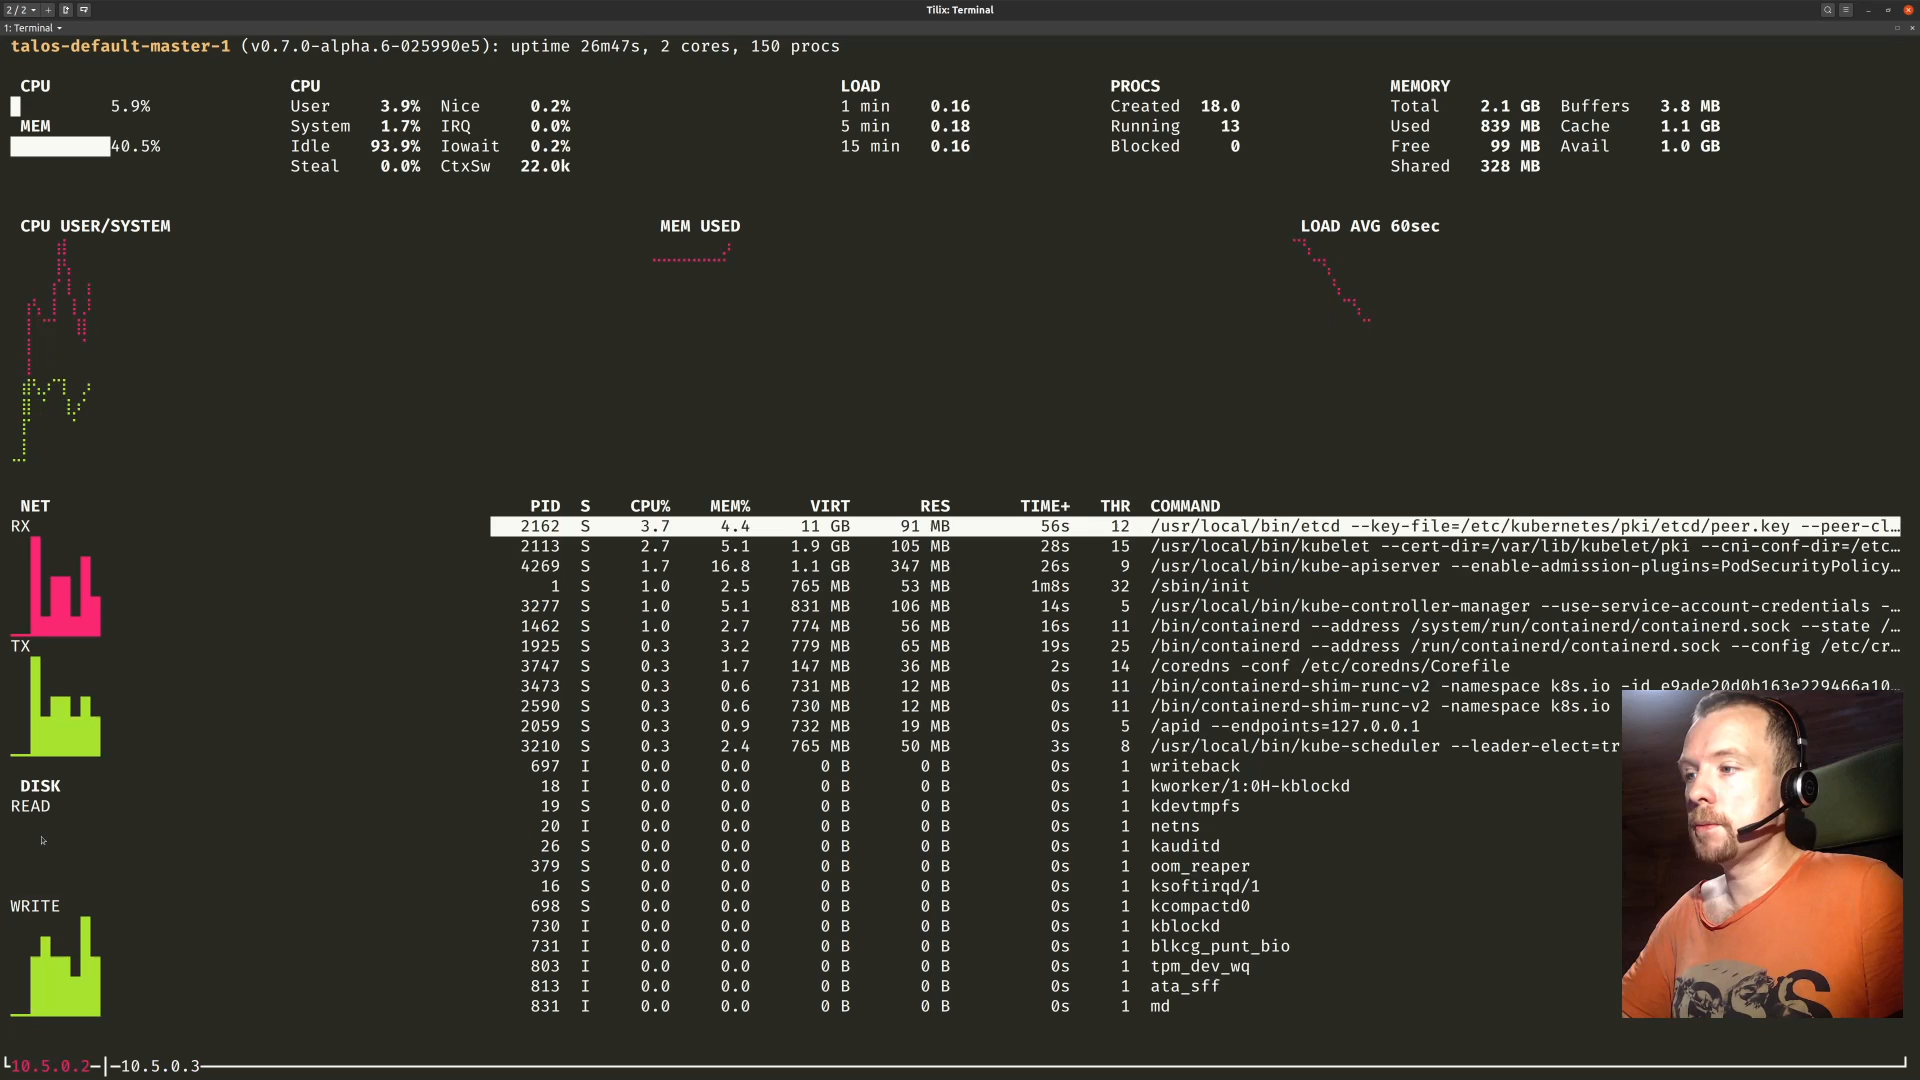 2/2
Tilix: Terminal
1: Terminal
talos-default-master-1 (v0.7.0-alpha.6-025990e5): uptime 26m47s, 2 cores, 150 procs
CPU CPU LOAD PROCS MEMORY
5.9% User 3.9% Nice 0.2% 1 min 0.16 Created 18.0 Total 2.1 GB Buffers 3.8 MB
MEM System 1.7% IRQ 0.0% 5 min 0.18 Running 13 Used 839 MB Cache 1.1 GB
40.5% Idle 93.9% Iowait 0.2% 15 min 0.16 Blocked 0 Free 99 MB Avail 1.0 GB
Steal 0.0% CtxSw 22.0k Shared 328 MB
CPU USER/SYSTEM MEM USED LOAD AVG 60sec
NET PID S CPU% MEM% VIRT RES TIME+ THR COMMAND
RX 2162 S 3.7 4.4 11 GB 91 MB 56s 12 /usr/local/bin/etcd --key-file=/etc/kubernetes/pki/etcd/peer.key --peer-cl…
2113 S 2.7 5.1 1.9 GB 105 MB 28s 15 /usr/local/bin/kubelet --cert-dir=/var/lib/kubelet/pki --cni-conf-dir=/etc…
4269 S 1.7 16.8 1.1 GB 347 MB 26s 9 /usr/local/bin/kube-apiserver --enable-admission-plugins=PodSecurityPolicy…
1 S 1.0 2.5 765 MB 53 MB 1m8s 32 /sbin/init
3277 S 1.0 5.1 831 MB 106 MB 14s 5 /usr/local/bin/kube-controller-manager --use-service-account-credentials -…
1462 S 1.0 2.7 774 MB 56 MB 16s 11 /bin/containerd --address /system/run/containerd/containerd.sock --state /…
TX 1925 S 0.3 3.2 779 MB 65 MB 19s 25 /bin/containerd --address /run/containerd/containerd.sock --config /etc/cr…
3747 S 0.3 1.7 147 MB 36 MB 2s 14 /coredns -conf /etc/coredns/Corefile
3473 S 0.3 0.6 731 MB 12 MB 0s 11 /bin/containerd-shim-runc-v2 -namespace k8s.io -id e9ade20d0b163e229466a10…
2590 S 0.3 0.6 730 MB 12 MB 0s 11 /bin/containerd-shim-runc-v2 -namespace k8s.io
2059 S 0.3 0.9 732 MB 19 MB 0s 5 /apid --endpoints=127.0.0.1
3210 S 0.3 2.4 765 MB 50 MB 3s 8 /usr/local/bin/kube-scheduler --leader-elect=tr
697 I 0.0 0.0 0 B 0 B 0s 1 writeback
DISK 18 I 0.0 0.0 0 B 0 B 0s 1 kworker/1:0H-kblockd
READ 19 S 0.0 0.0 0 B 0 B 0s 1 kdevtmpfs
20 I 0.0 0.0 0 B 0 B 0s 1 netns
26 S 0.0 0.0 0 B 0 B 0s 1 kauditd
379 S 0.0 0.0 0 B 0 B 0s 1 oom_reaper
16 S 0.0 0.0 0 B 0 B 0s 1 ksoftirqd/1
WRITE 698 S 0.0 0.0 0 B 0 B 0s 1 kcompactd0
730 I 0.0 0.0 0 B 0 B 0s 1 kblockd
731 I 0.0 0.0 0 B 0 B 0s 1 blkcg_punt_bio
803 I 0.0 0.0 0 B 0 B 0s 1 tpm_dev_wq
813 I 0.0 0.0 0 B 0 B 0s 1 ata_sff
831 I 0.0 0.0 0 B 0 B 0s 1 md
10.5.0.2 10.5.0.3